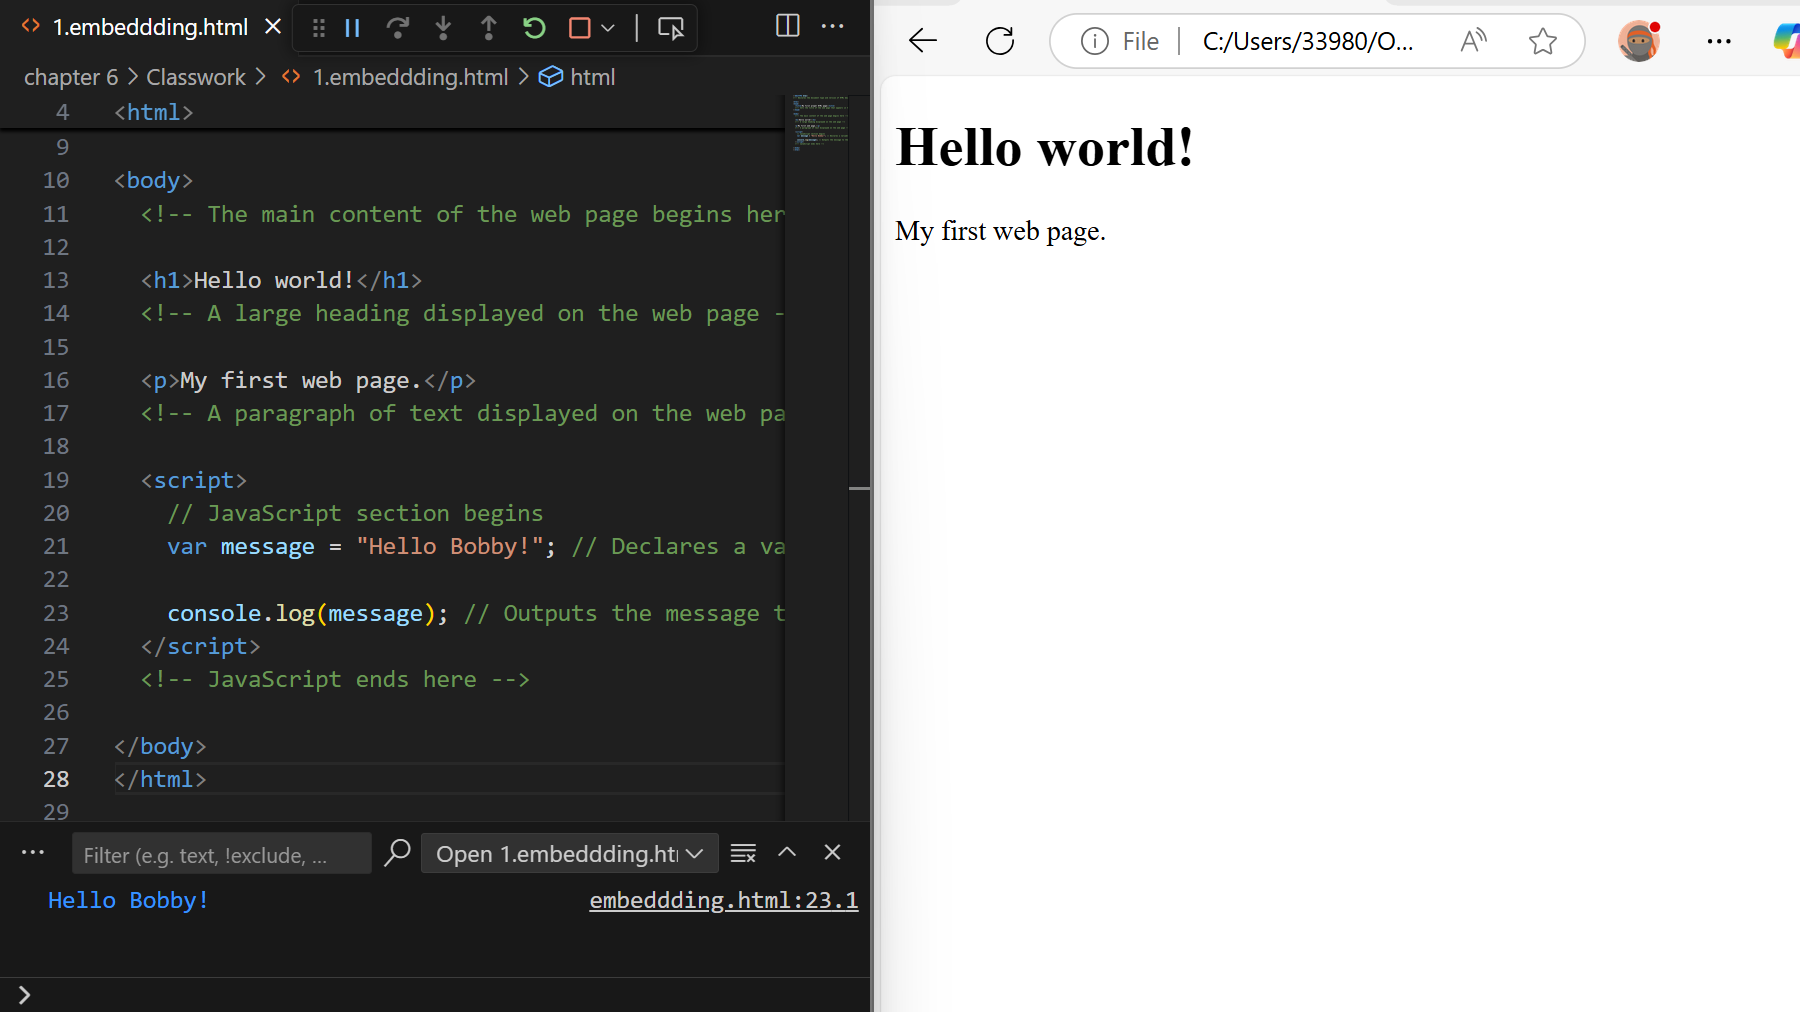 1.embeddding.html
chapter 6 > Classwork > <> 1.embeddding.html > html
4 <html>
9
10 <body>
11 <!-- The main content of the web page begins her
12
13 <h1>Hello world!</h1>
14 <!-- A large heading displayed on the web page -
15
16 <p>My first web page.</p>
17 <!-- A paragraph of text displayed on the web pa
18
19 <script>
20 // JavaScript section begins
21 var message = "Hello Bobby!"; // Declares a va
22
23 console.log(message); // Outputs the message t
24 </script>
25 <!-- JavaScript ends here -->
26
27 </body>
28 </html>
29
Filter (e.g. text, !exclude, ...
Open 1.embeddding.ht
Hello Bobby! embeddding.html:23.1
File C:/Users/33980/O...
Hello world!
My first web page.